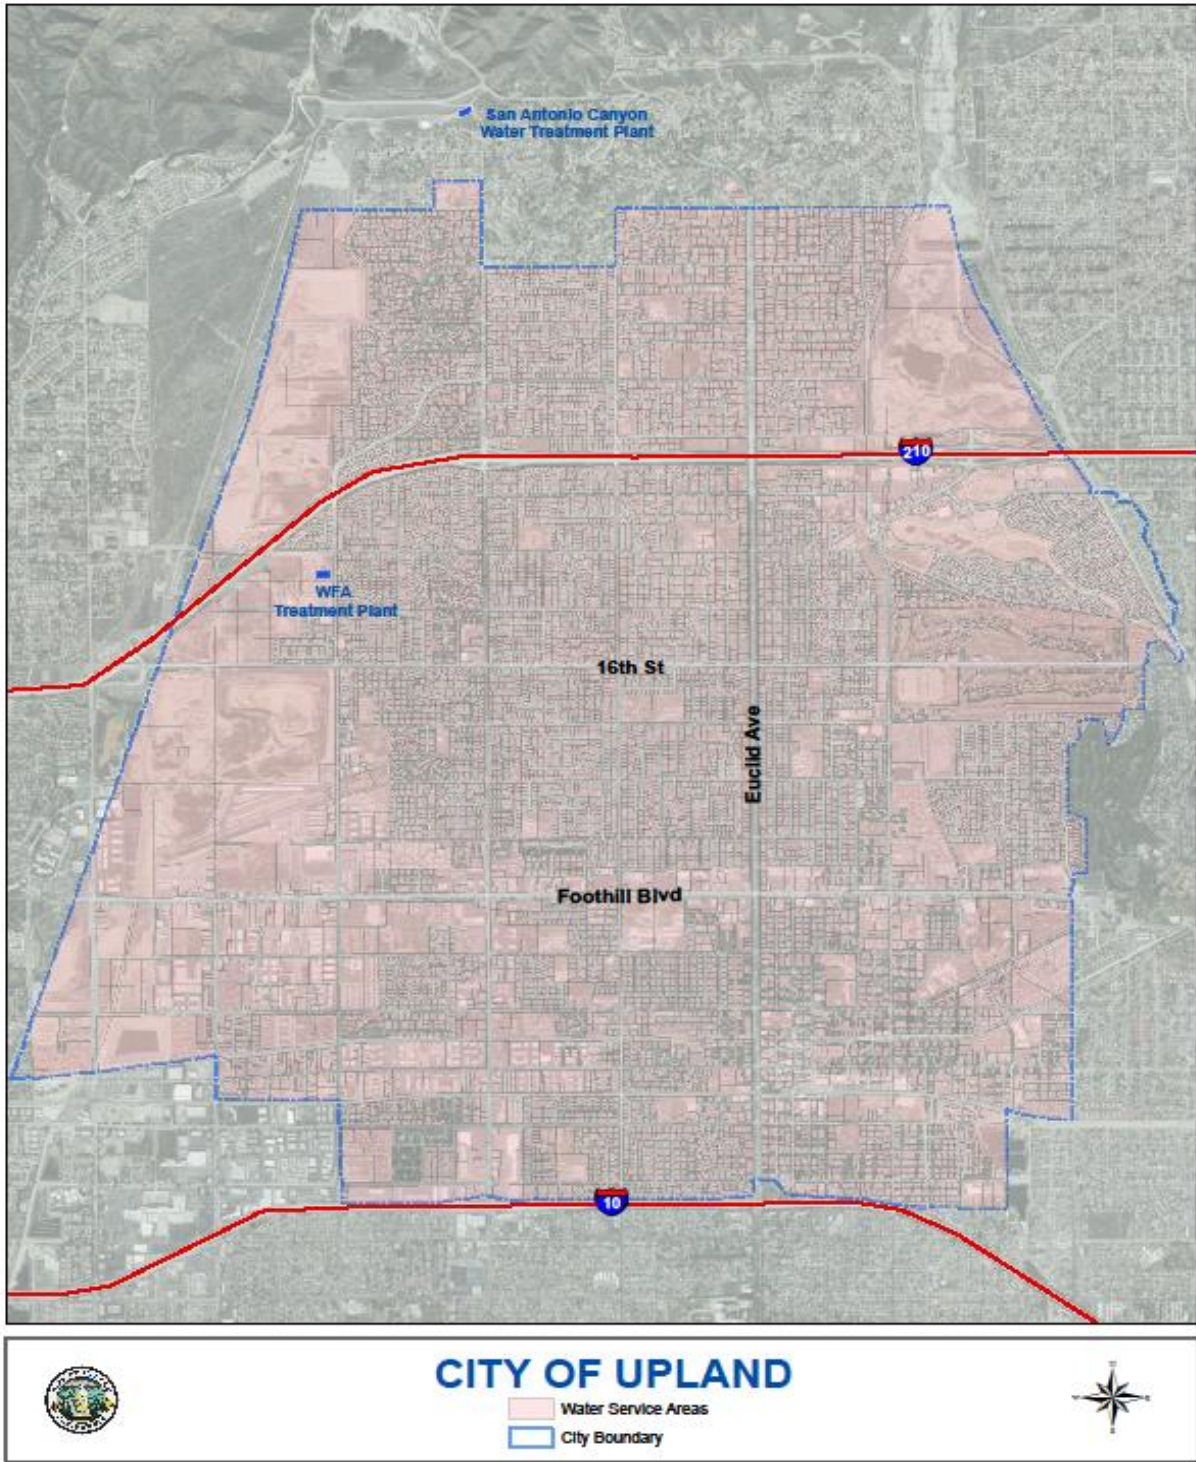 San Antonio Canyon
Water Treatment Plant
210
WFA
Treatment Plant
16th St
Euclid Ave
Foothill Blvd
10
CITY OF UPLAND
Water Service Areas
City Boundary